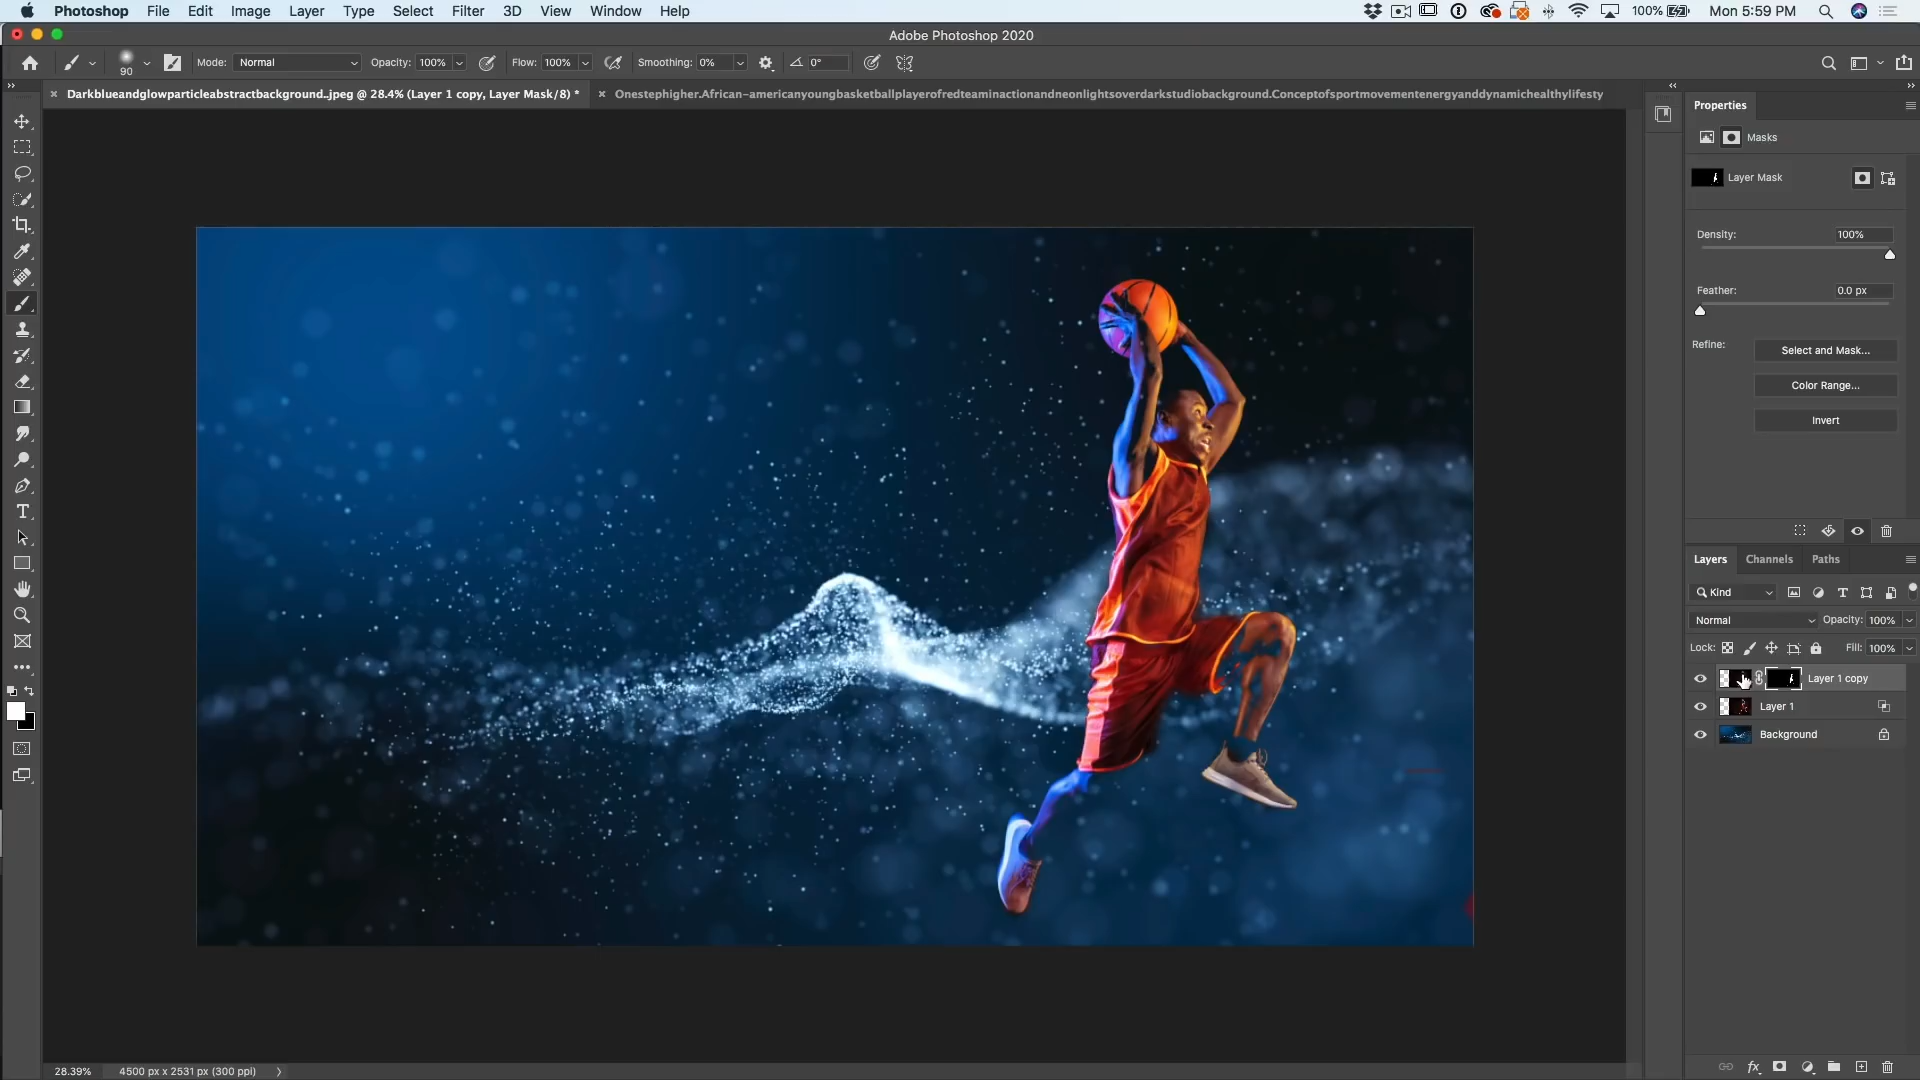 Photoshop File Edit Image Layer Type Select Filter 3D View Window Help 100% Mon 5:59 PM
Adobe Photoshop 2020
90 Mode: Normal Opacity: 100% Flow: 100% Smoothing: 0% 0°
Darkblueandglowparticleabstractbackground..jpeg @ 28.4% (Layer 1 copy, Layer Mask/8) * Onestephigher.African-americanyoungbasketballplayerofredteaminactionandneonlightsoverdarkstudiobackground.Conceptofsportmovementenergyanddynamichealthylifesty
Properties
Masks
Layer Mask
Density: 100%
Feather: 0.0 px
Refine: Select and Mask...
Color Range...
Invert
Layers Channels Paths
Kind
Normal Opacity: 100%
Lock: Fill: 100%
Layer 1 copy
Layer 1
Background
28.39% 4500 px x 2531 px (300 ppi)